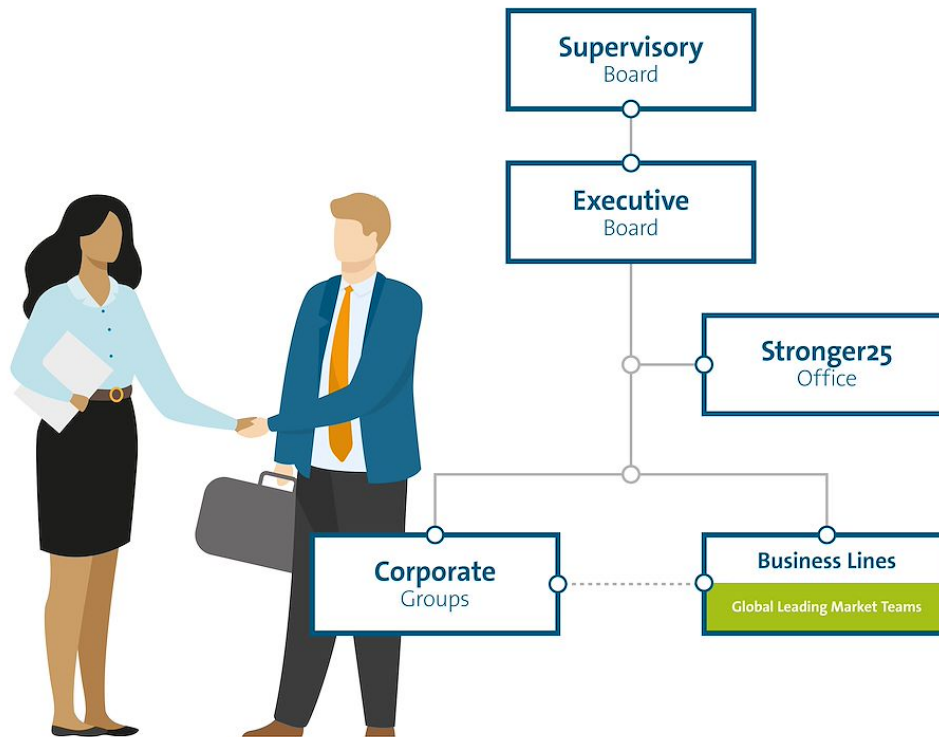 Supervisory
Board
Executive
Board
Stronger25
Office
Corporate
Groups
Business Lines
Global Leading Market Teams